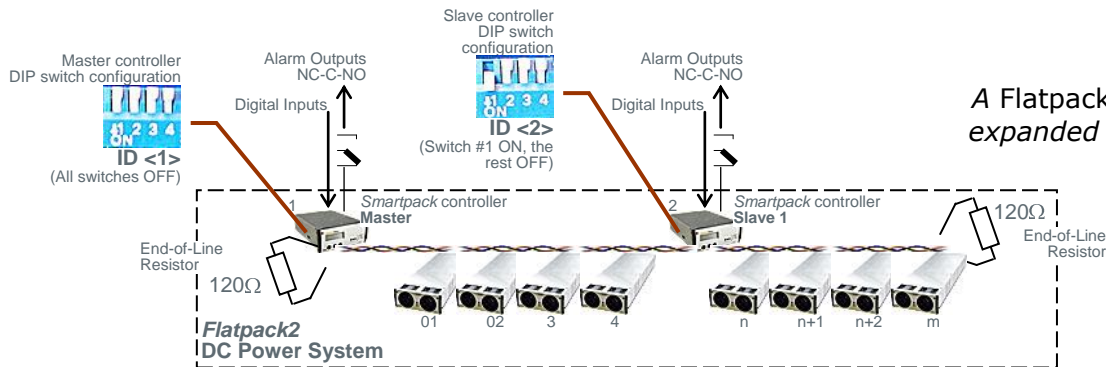 Slave controller
DIP switch
configuration
Master controller
DIP switch configuration
Alarm Outputs
NC-C-NO
Alarm Outputs
NC-C-NO
Digital Inputs
Digital Inputs
1 2 3 4
ON
ID <1>
(All switches OFF)
1 2 3 4
ON
ID <2>
(Switch #1 ON, the
rest OFF)
A Flatpack
expanded
1
Smartpack controller
Master
2
Smartpack controller
Slave 1
120Ω
End-of-Line
Resistor
End-of-Line
Resistor
120Ω
01
02
3
4
n
n+1
n+2
m
Flatpack2
DC Power System